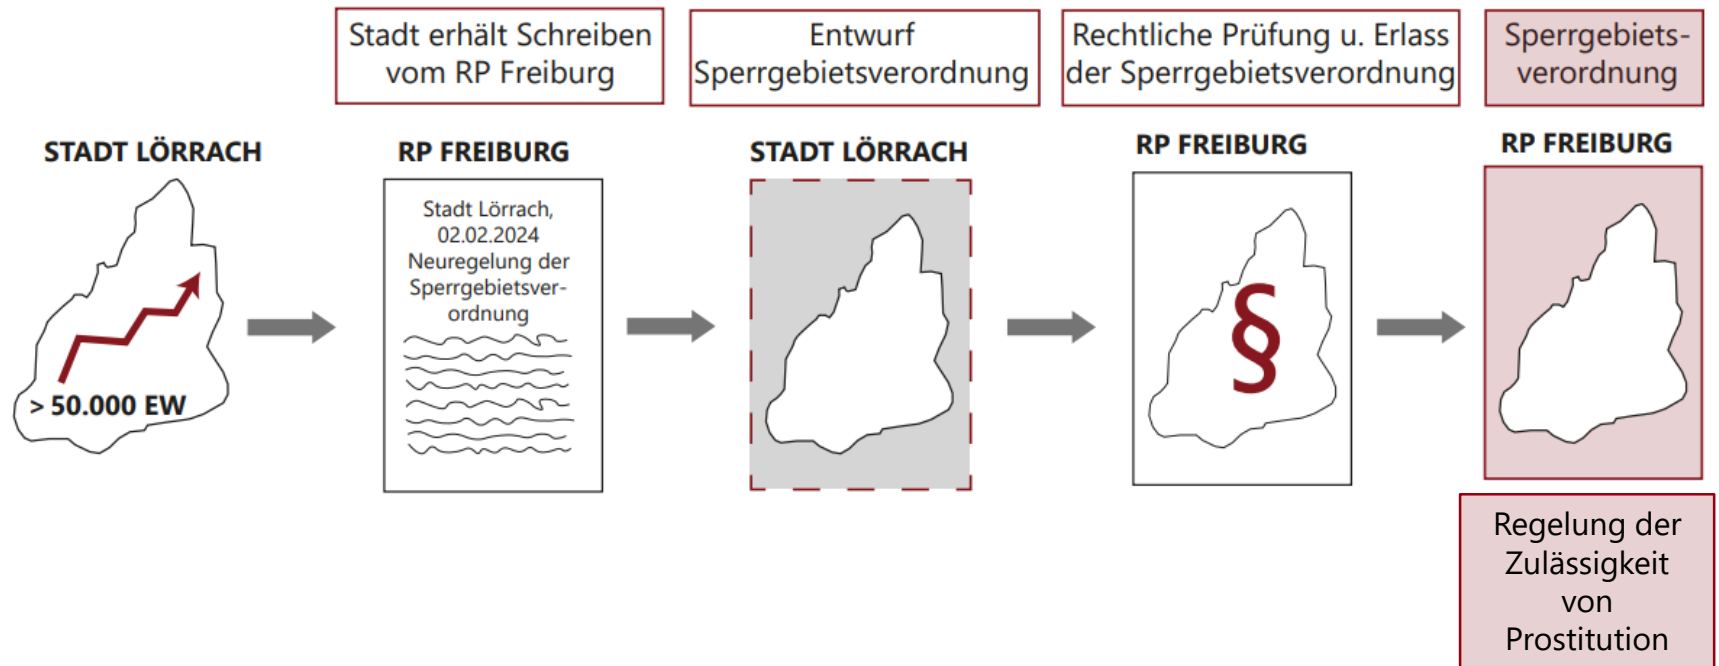 Stadt erhält Schreiben
vom RP Freiburg
Entwurf
Sperrgebietsverordnung
Rechtliche Prüfung u. Erlass
der Sperrgebietsverordnung
Sperrgebiets-
verordnung
STADT LÖRRACH
> 50.000 EW
RP FREIBURG
Stadt Lörrach,
02.02.2024
Neuregelung der
Sperrgebietsver-
ordnung
STADT LÖRRACH
RP FREIBURG
§
RP FREIBURG
Regelung der
Zulässigkeit
von
Prostitution